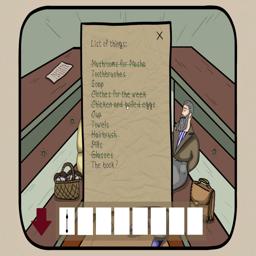 List of things:
X
Mushrooms for Masha
Toothbrushes
Soap
Clothes for the week
Chicken and boiled eggs
Cup
Towels
Hairbrush
Pills
Glasses
The book?